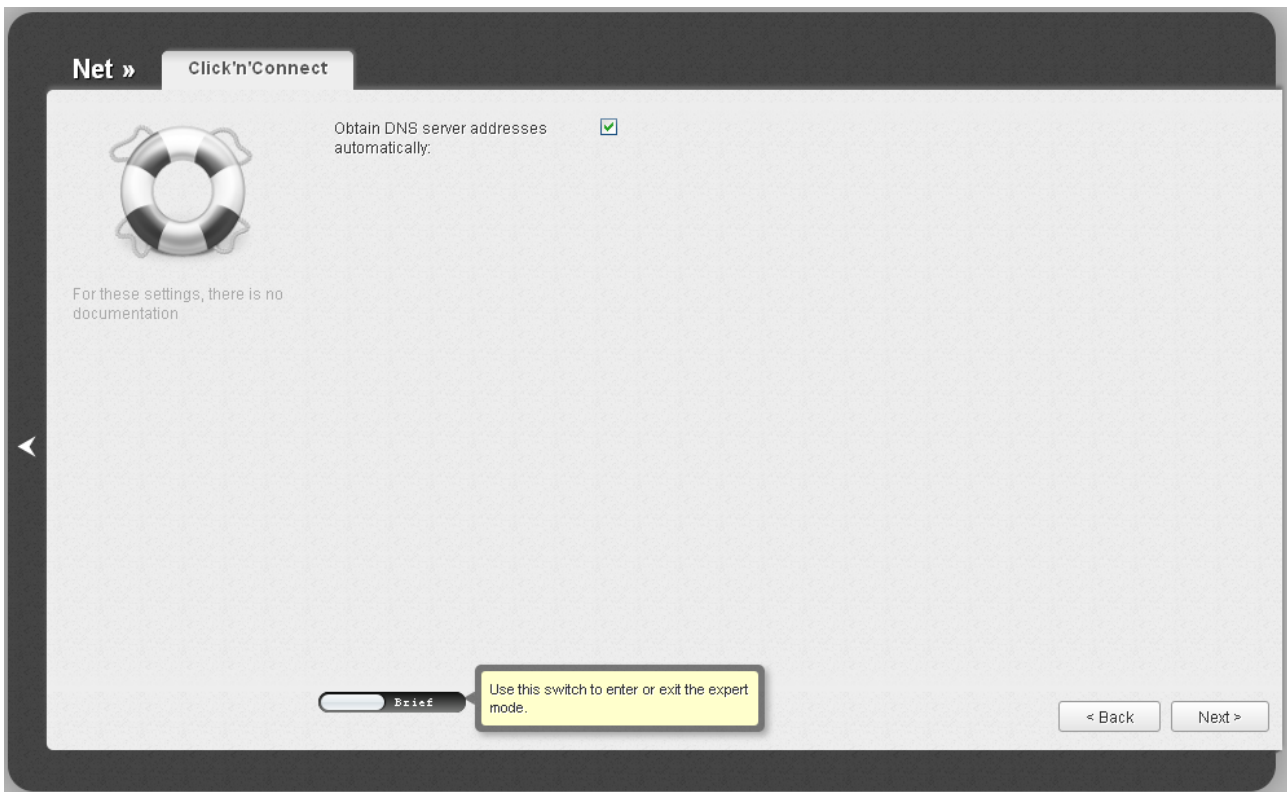 Net »
Click'n'Connect
Obtain DNS server addresses
automatically:
For these settings, there is no
documentation
Brief
Use this switch to enter or exit the expert
mode.
< Back
Next >